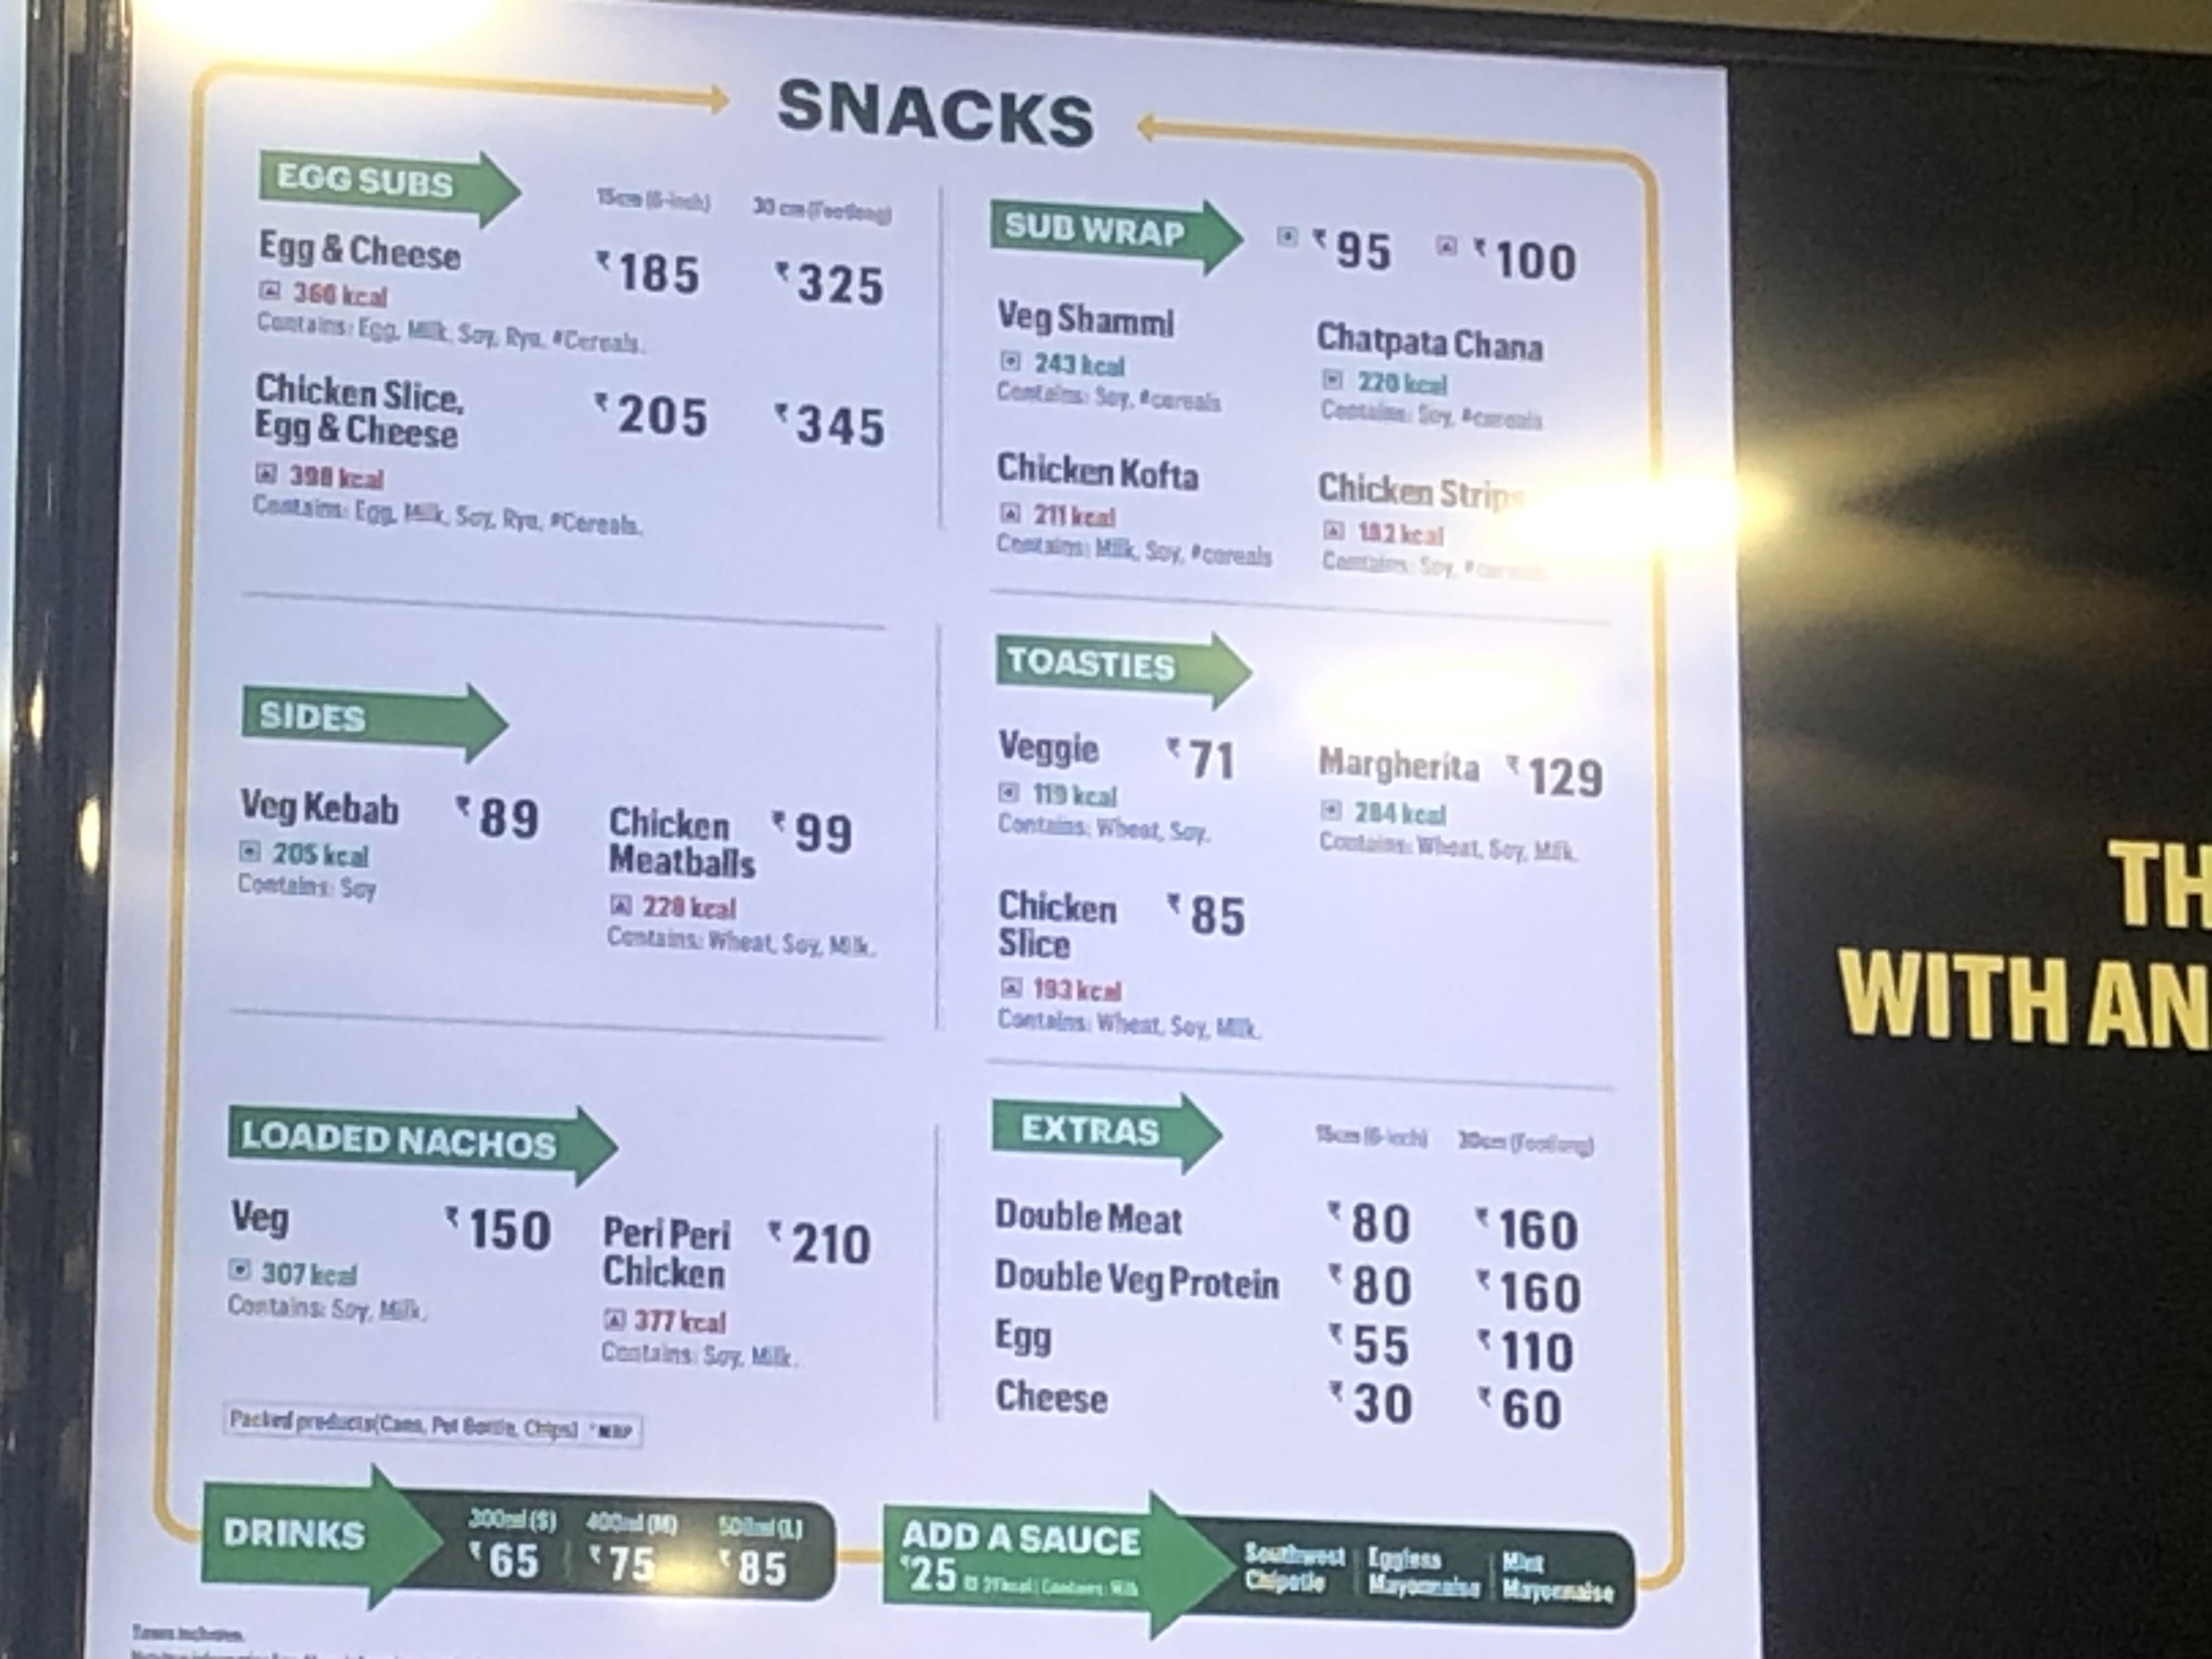 SNACKS
EGG SUBS
15cm (6-inch) 30 cm (Footlong)
Egg & Cheese ₹185 ₹325
366 kcal
Contains: Egg, Milk, Soy, Rye, #Cereals.
Chicken Slice,
Egg & Cheese ₹205 ₹345
398 kcal
Contains: Egg, Milk, Soy, Rye, #Cereals.
SUB WRAP ₹95 ₹100
Veg Shammi
243 kcal
Contains: Soy, #cereals
Chatpata Chana
220 kcal
Contains: Soy, #cereals
Chicken Kofta
211 kcal
Contains: Milk, Soy, #cereals
Chicken Strips
182 kcal
Contains: Soy,
SIDES
Veg Kebab ₹89
205 kcal
Contains: Soy
Chicken
Meatballs ₹99
228 kcal
Contains: Wheat, Soy, Milk.
TOASTIES
Veggie ₹71
119 kcal
Contains: Wheat, Soy.
Margherita ₹129
284 kcal
Contains: Wheat, Soy, Milk.
Chicken
Slice ₹85
193 kcal
Contains: Wheat, Soy, Milk.
LOADED NACHOS
Veg ₹150
307 kcal
Contains: Soy, Milk.
Peri Peri
Chicken ₹210
377 kcal
Contains: Soy, Milk.
EXTRAS
15cm (6-inch) 30cm (Footlong)
Double Meat ₹80 ₹160
Double Veg Protein ₹80 ₹160
Egg ₹55 ₹110
Cheese ₹30 ₹60
Packed products(Cans, Pet Bottle, Chips) *MRP
DRINKS
300ml (S) 400ml (M) 500ml (L)
₹65 ₹75 ₹85
ADD A SAUCE
₹25 Contains: Milk
Southwest
Chipotle
Eggless
Mayonnaise
Mint
Mayonnaise
TH
WITH AN